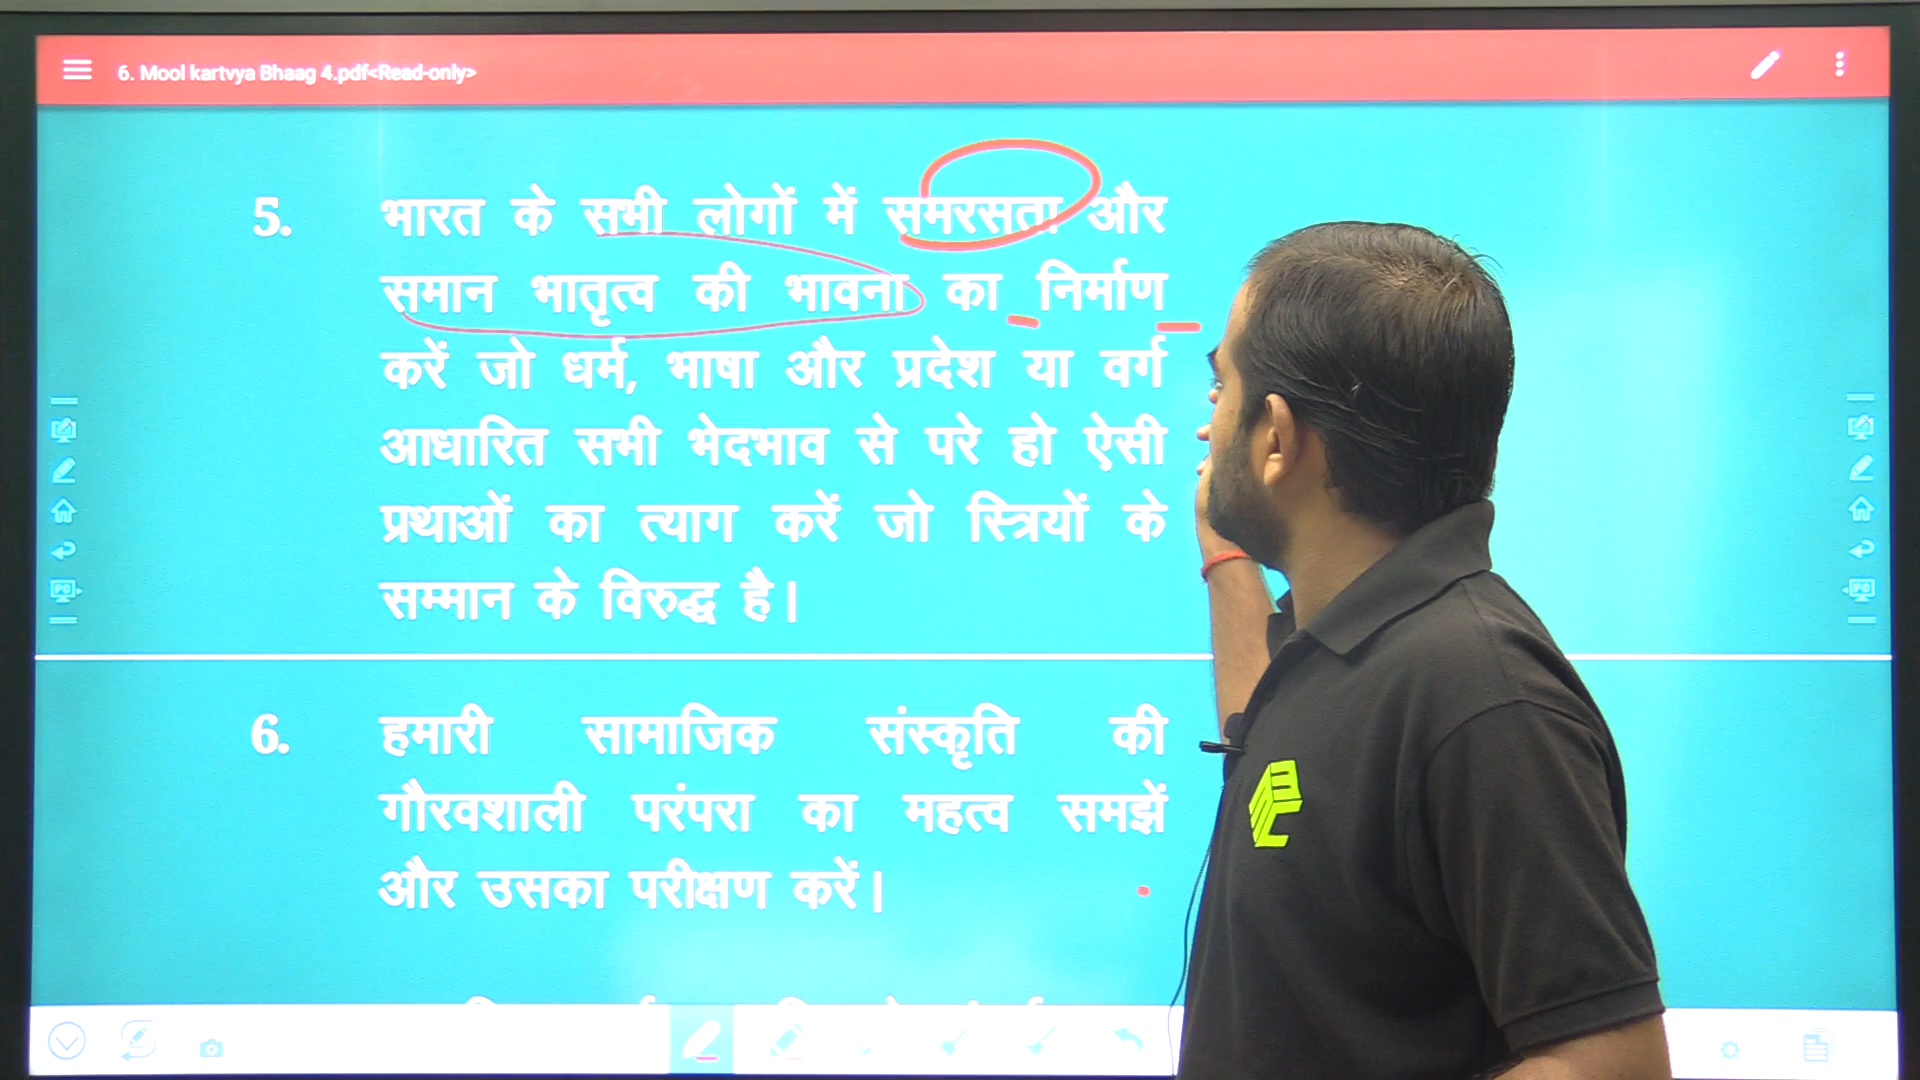 6. Mool kartvya Bhaag 4.pdf<Read-only>
5. भारत के सभी लोगों में समरसता और
समान भातृत्व की भावना का निर्माण
करें जो धर्म, भाषा और प्रदेश या वर्ग
आधारित सभी भेदभाव से परे हो ऐसी
प्रथाओं का त्याग करें जो स्त्रियों के
सम्मान के विरुद्ध है।
6. हमारी सामाजिक संस्कृति की
गौरवशाली परंपरा का महत्व समझें
और उसका परीक्षण करें।